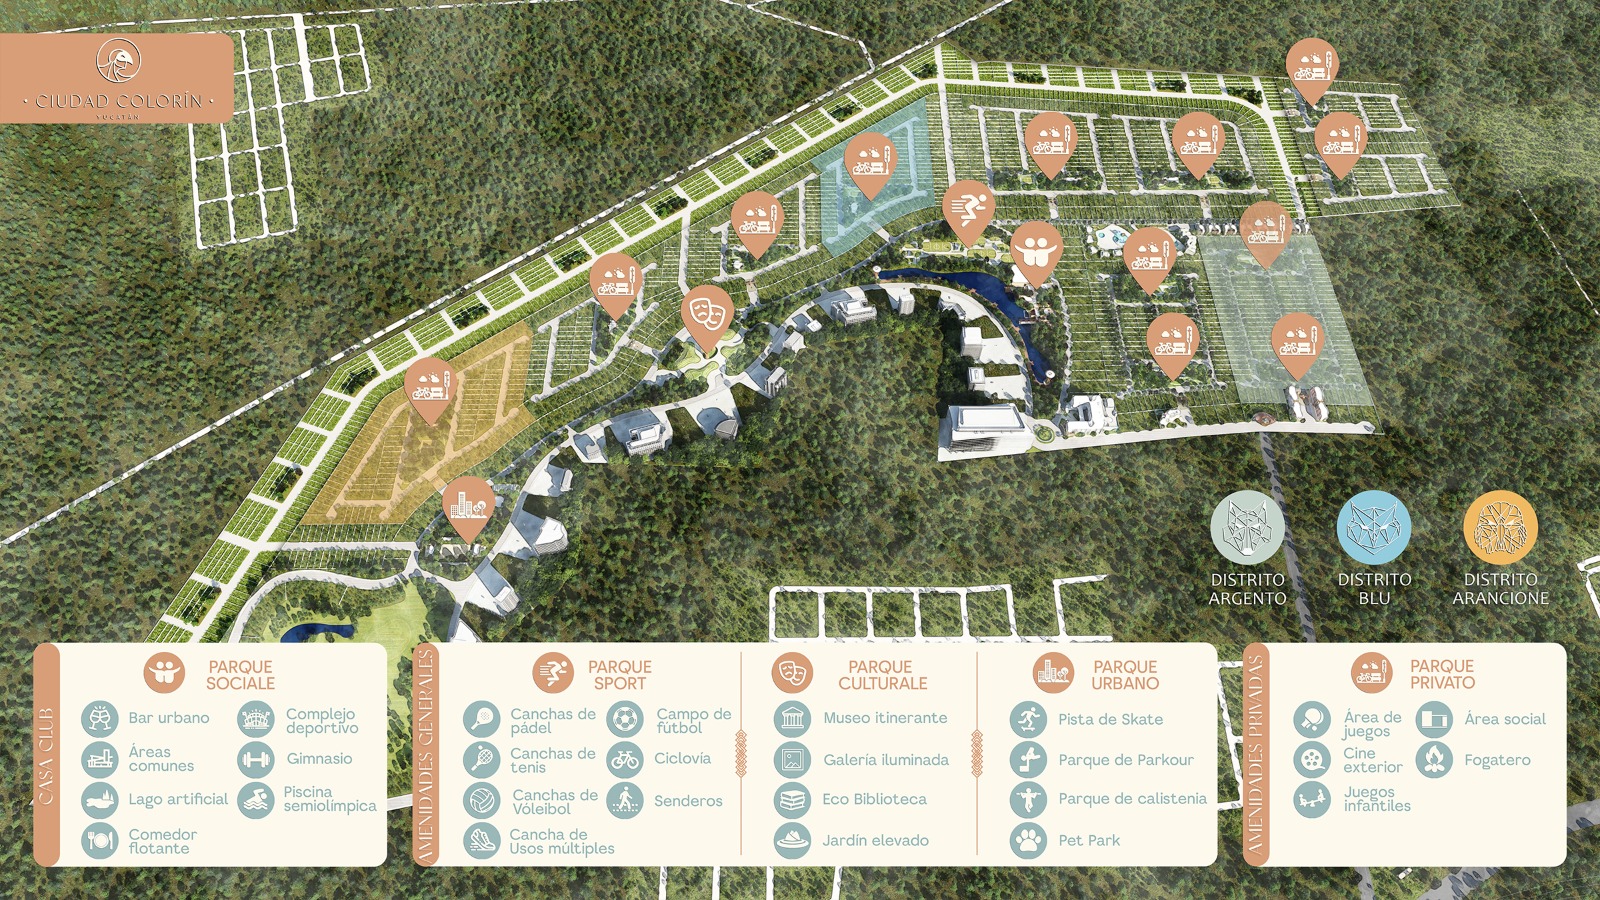 · CIUDAD COLORÍN ·
YUCATÁN
DISTRITO
ARGENTO
DISTRITO
BLU
DISTRITO
ARANCIONE
CASA CLUB
PARQUE
SOCIALE
Bar urbano
Áreas
comunes
Lago artificial
Comedor
flotante
Complejo
deportivo
Gimnasio
Piscina
semiolímpica
AMENIDADES GENERALES
PARQUE
SPORT
Canchas de
pádel
Canchas de
tenis
Canchas de
Vóleibol
Cancha de
Usos múltiples
Campo de
fútbol
Ciclovía
Senderos
PARQUE
CULTURALE
Museo itinerante
Galería iluminada
Eco Biblioteca
Jardín elevado
PARQUE
URBANO
Pista de Skate
Parque de Parkour
Parque de calistenia
Pet Park
AMENIDADES PRIVADAS
PARQUE
PRIVATO
Área de
juegos
Cine
exterior
Juegos
infantiles
Área social
Fogatero